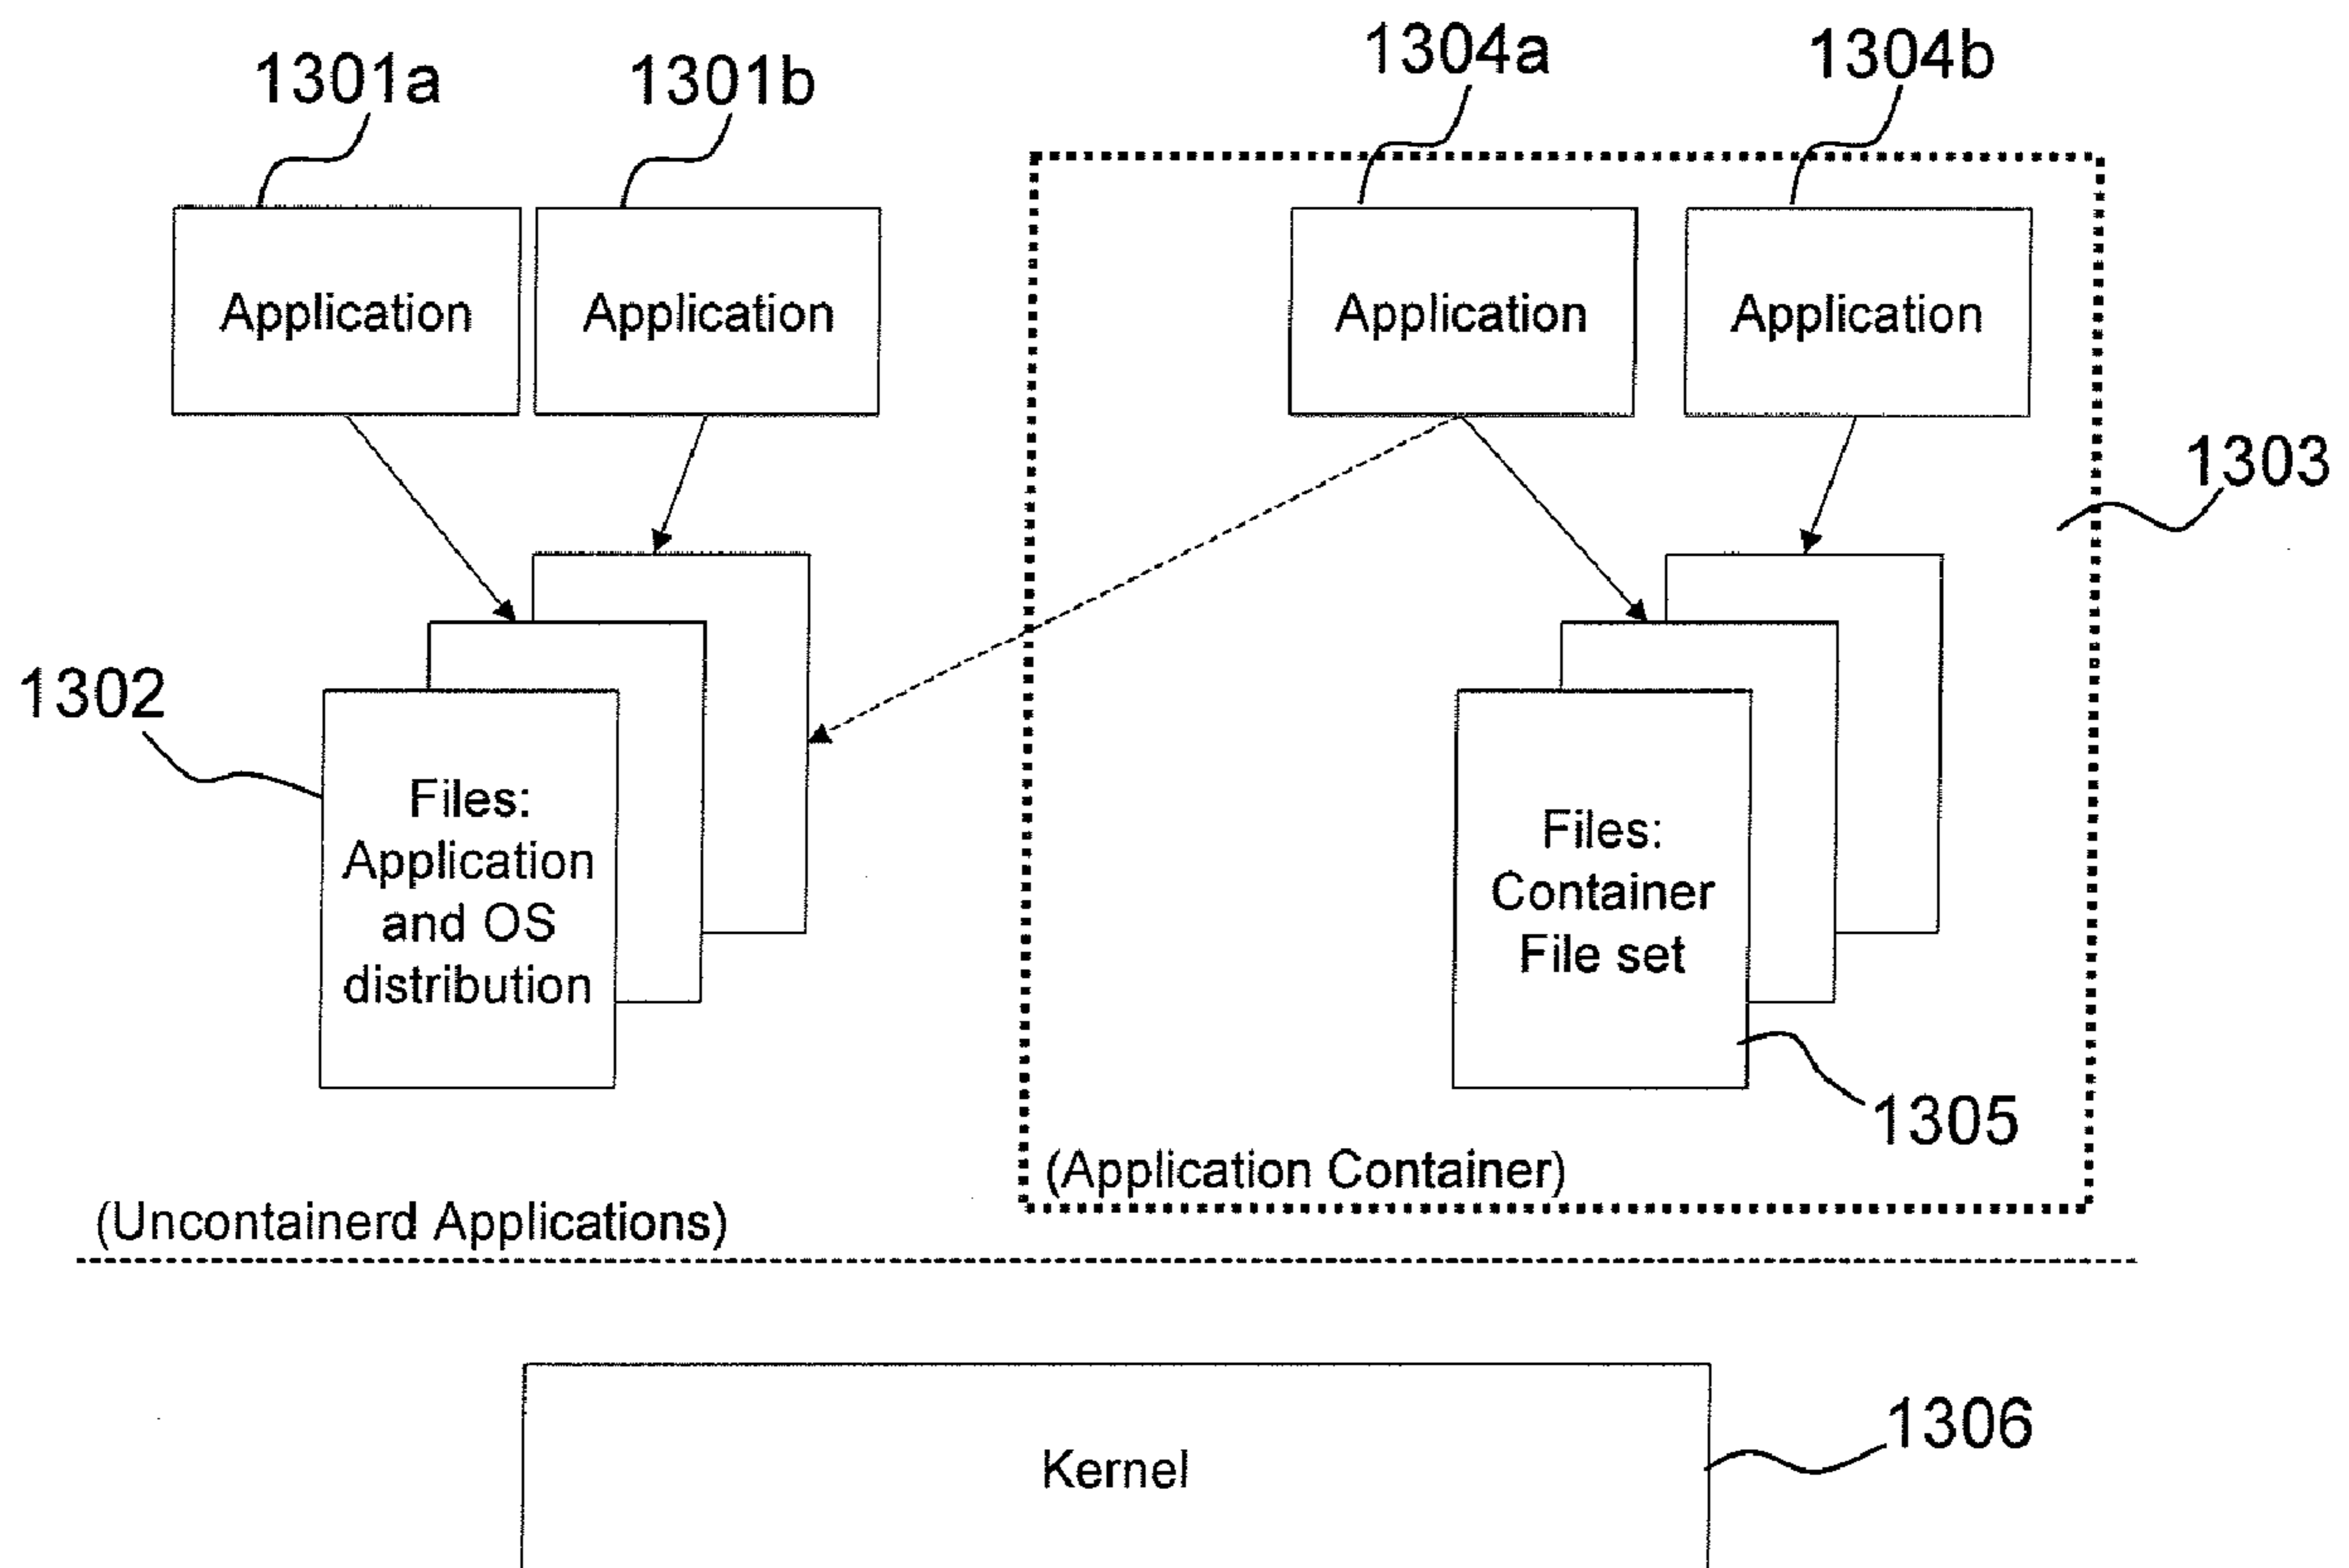 1301a
1301b
1304a
1304b
Application
Application
Application
Application
1303
1302
Files:
Application
and OS
distribution
Files:
Container
File set
1305
(Application Container)
(Uncontainerd Applications)
Kernel
1306